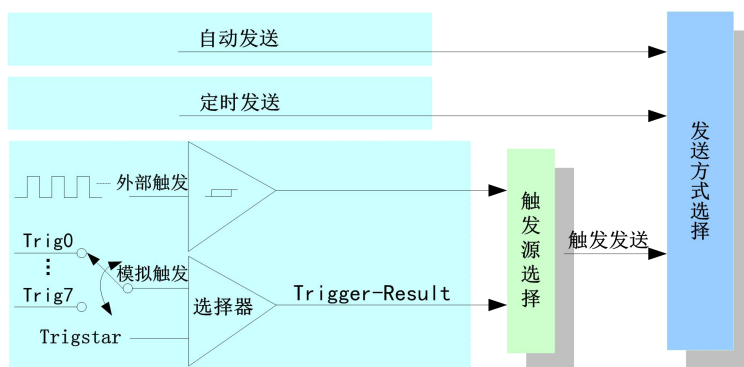 自动发送
定时发送
外部触发
Trig0
模拟触发
Trig7
Trigstar
选择器
Trigger-Result
触发源选择
触发发送
发送方式选择